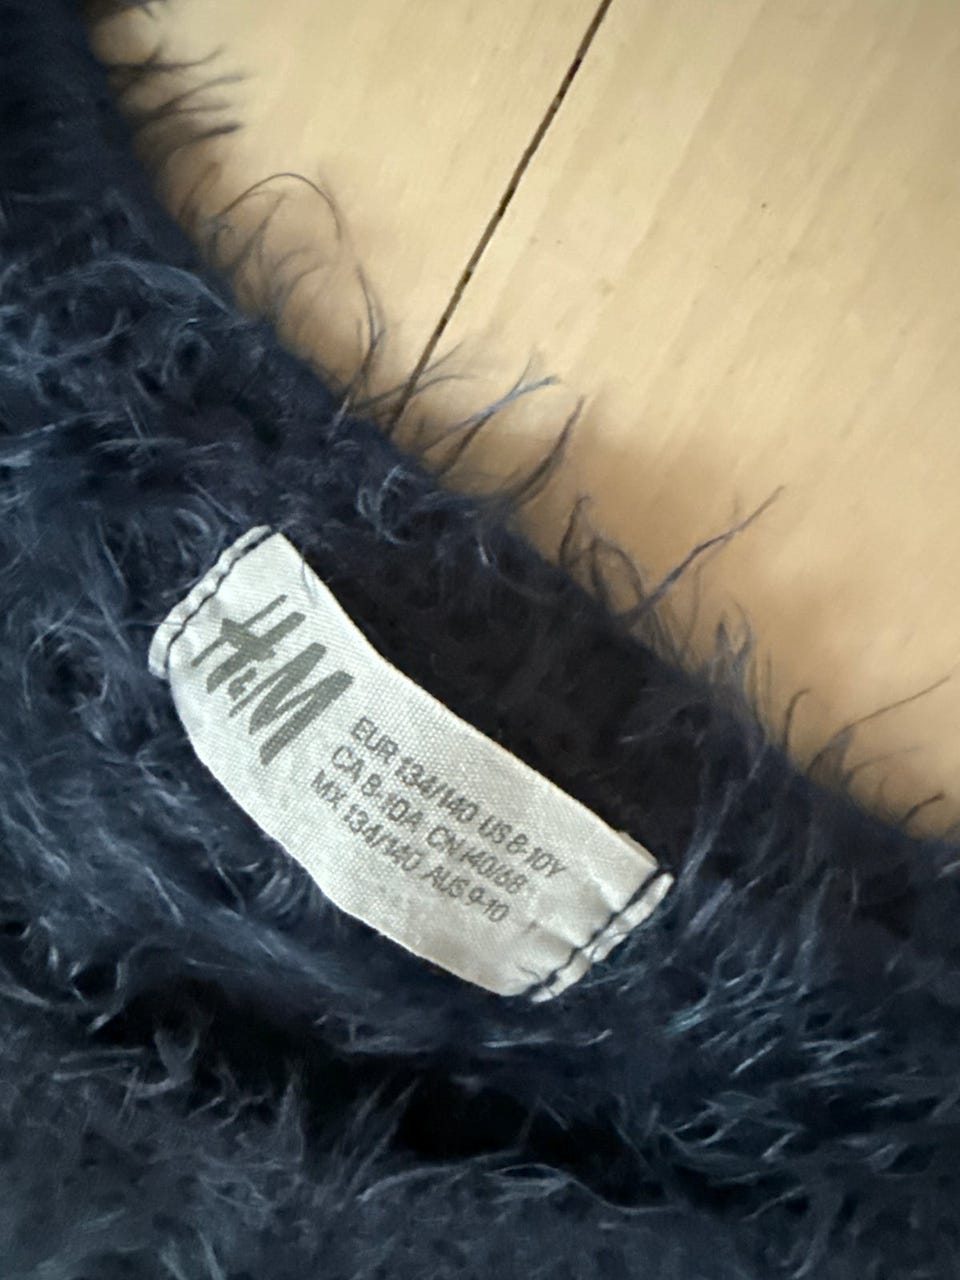 H&M
EUR 134/140 US 8-10Y
CA 8-10A CN 140/68
MX 134/140 AUS 9-10